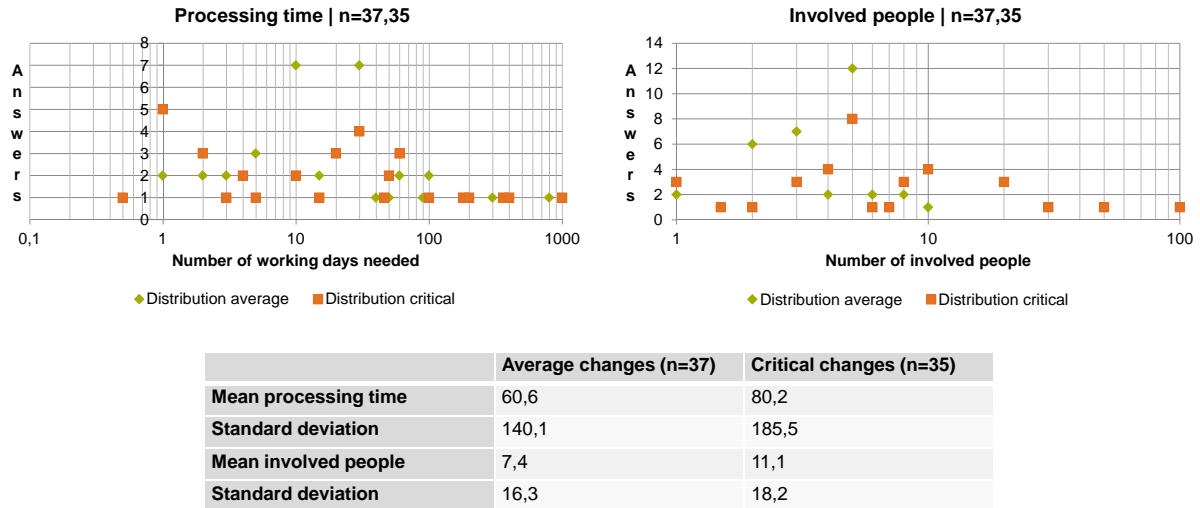 Processing time | n=37,35
Answers
8
7
6
5
4
3
2
1
0
0,1 1 10 100 1000
Number of working days needed
Distribution average Distribution critical
Involved people | n=37,35
Answers
14
12
10
8
6
4
2
0
1 10 100
Number of involved people
Distribution average Distribution critical
Average changes (n=37) Critical changes (n=35)
Mean processing time 60,6 80,2
Standard deviation 140,1 185,5
Mean involved people 7,4 11,1
Standard deviation 16,3 18,2